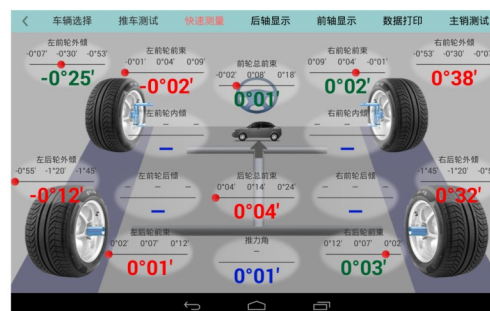 车辆选择 推车测试 快速测量 后轴显示 前轴显示 数据打印 主销测试
左前轮外倾
-0°07' -0°30' -0°53'
-0°25'
左前轮前束
-0°01' 0°04' 0°09'
-0°02'
前轮总前束
-0°02' 0°08' 0°18'
0°01'
右前轮前束
0°09' 0°04' -0°01'
0°02'
右前轮外倾
-0°53' -0°30' -0°0
0°38'
左前轮内倾
— —
—
右前轮内倾
— —
—
左后轮外倾
-0°55' -1°20' -1°45'
-0°12'
左前轮后倾
— —
—
后轮总前束
0°04' 0°14' 0°24'
0°04'
右前轮后倾
— —
—
右后轮外倾
-1°45' -1°20' -0°5
0°32'
左后轮前束
0°02' 0°07' 0°12'
0°01'
推力角
—
0°01'
右后轮前束
0°12' 0°07' 0°02'
0°03'